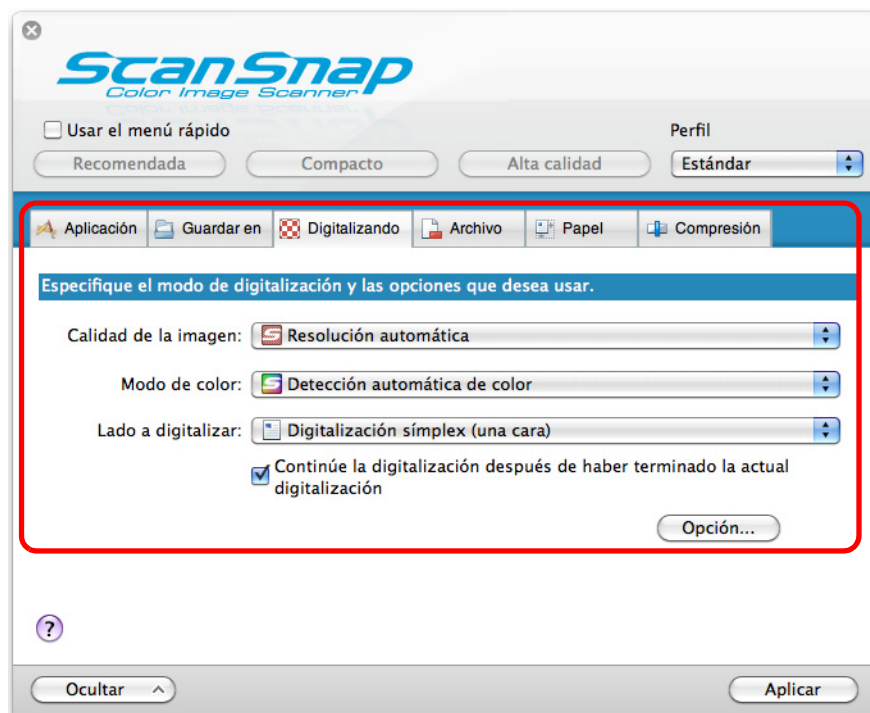 ScanSnap
Color Image Scanner
Usar el menú rápido
Perfil
Recomendada Compacto Alta calidad Estándar
Aplicación Guardar en Digitalizando Archivo Papel Compresión
Especifique el modo de digitalización y las opciones que desea usar.
Calidad de la imagen: Resolución automática
Modo de color: Detección automática de color
Lado a digitalizar: Digitalización símplex (una cara)
Continúe la digitalización después de haber terminado la actual
digitalización
Opción...
?
Ocultar Aplicar